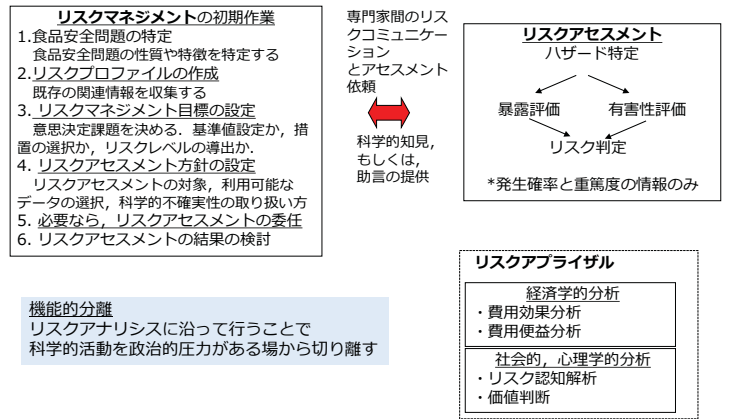 リスクマネジメントの初期作業
1.食品安全問題の特定
食品安全問題の性質や特徴を特定する
2.リスクプロファイルの作成
既存の関連情報を収集する
3. リスクマネジメント目標の設定
意思決定課題を決める．基準値設定か，措
置の選択か，リスクレベルの導出か.
4. リスクアセスメント方針の設定
リスクアセスメントの対象，利用可能な
データの選択，科学的不確実性の取り扱い方
5. 必要なら，リスクアセスメントの委任
6. リスクアセスメントの結果の検討
専門家間のリス
クコミュニケー
ション
とアセスメント
依頼
科学的知見，
もしくは，
助言の提供
リスクアセスメント
ハザード特定
暴露評価
有害性評価
リスク判定
*発生確率と重篤度の情報のみ
機能的分離
リスクアナリシスに沿って行うことで
科学的活動を政治的圧力がある場から切り離す
リスクアプライザル
経済学的分析
・費用効果分析
・費用便益分析
社会的，心理学的分析
・リスク認知解析
・価値判断